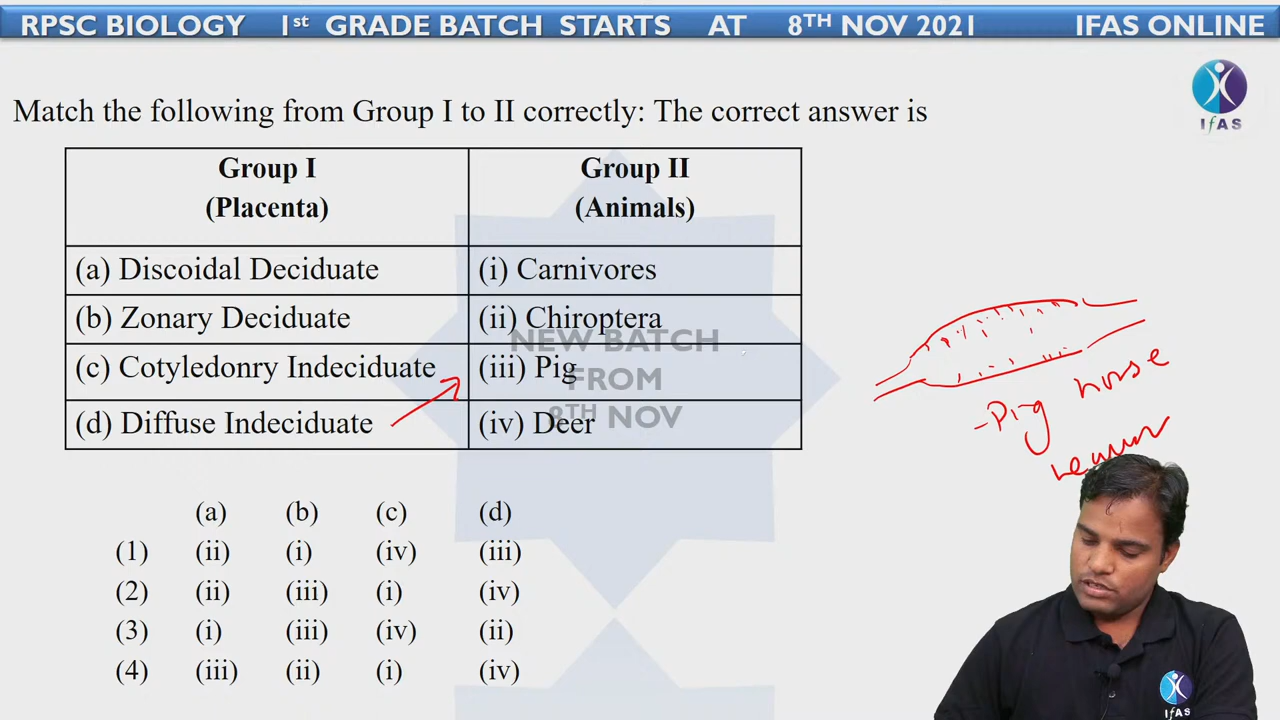 RPSC BIOLOGY 1st GRADE BATCH STARTS AT 8TH NOV 2021 IFAS ONLINE
IfAS
Match the following from Group I to II correctly: The correct answer is
Group I (Placenta) Group II (Animals)
(a) Discoidal Deciduate (i) Carnivores
(b) Zonary Deciduate (ii) Chiroptera
(c) Cotyledonry Indeciduate (iii) Pig
(d) Diffuse Indeciduate (iv) Deer
NEW BATCH
FROM
8TH NOV
- Pig horse
lemur
(a) (b) (c) (d)
(1) (ii) (i) (iv) (iii)
(2) (ii) (iii) (i) (iv)
(3) (i) (iii) (iv) (ii)
(4) (iii) (ii) (i) (iv)
IfAS